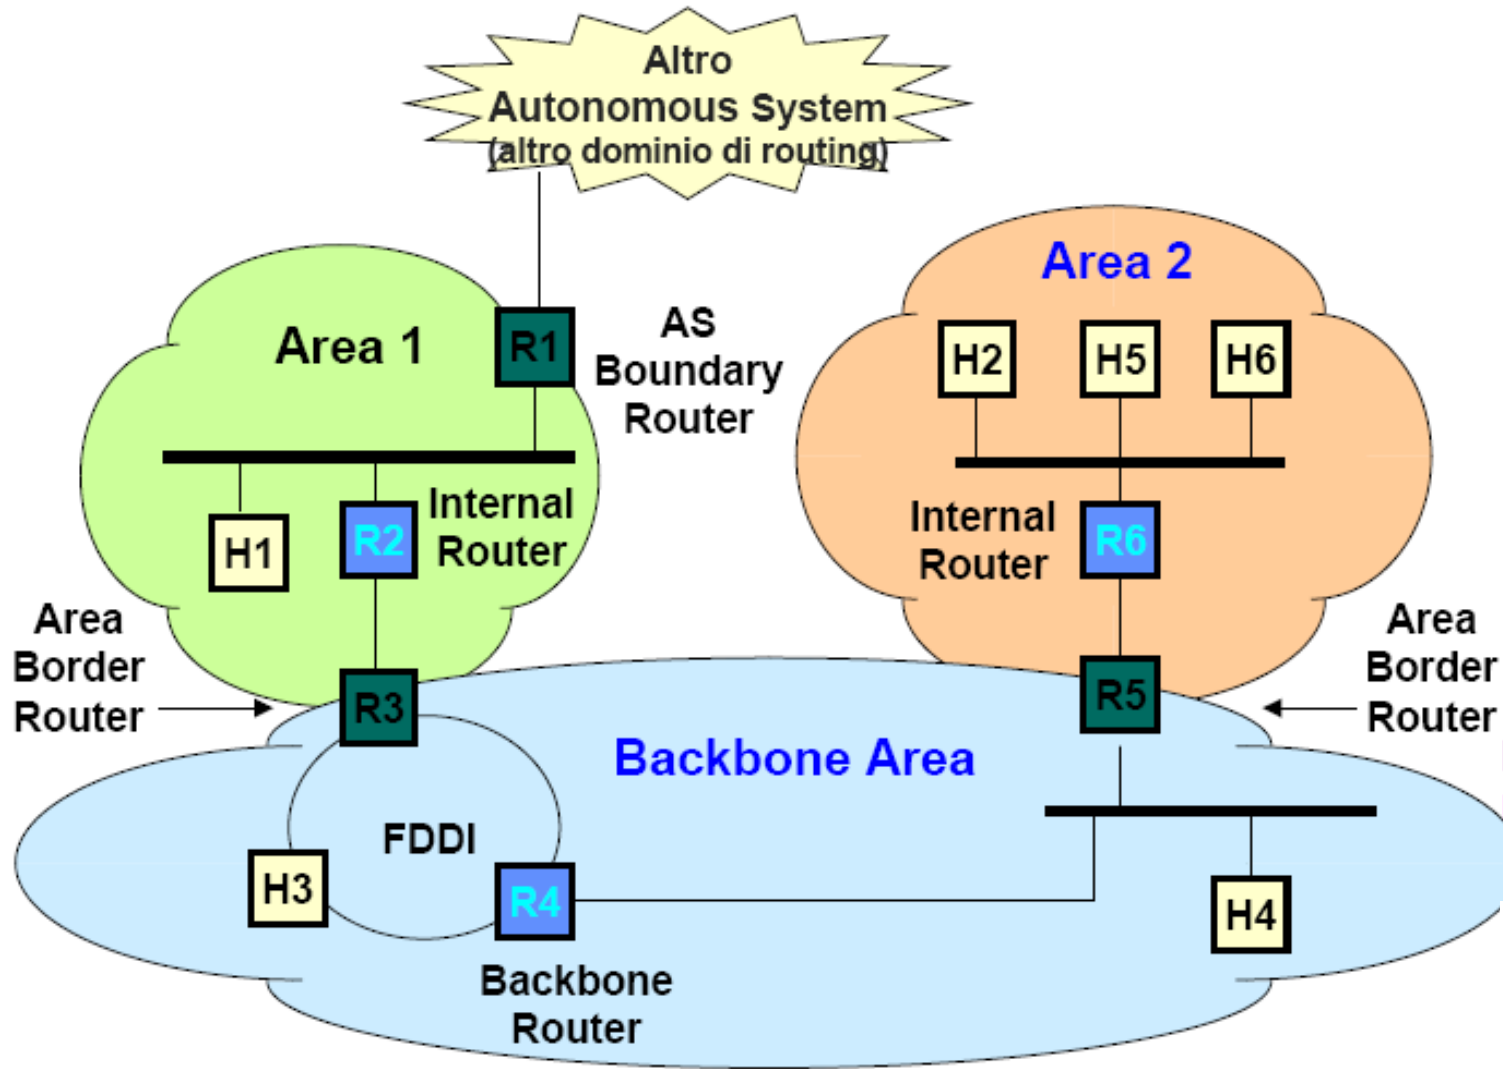 Altro
Autonomous System
(altro dominio di routing)
Area 1
R1
AS
Boundary
Router
Area 2
H2
H5
H6
H1
R2
Internal
Router
Internal
Router
R6
Area
Border
Router
R3
R5
Area
Border
Router
Backbone Area
FDDI
H3
R4
H4
Backbone
Router